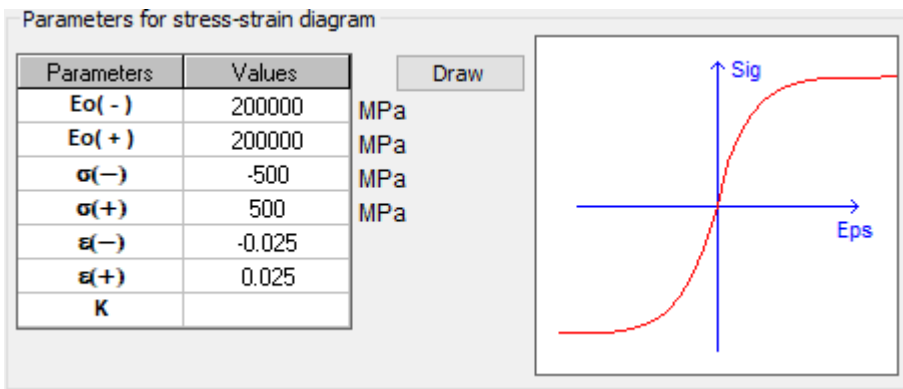 Parameters for stress-strain diagram
Parameters Values Draw
Eo( - ) 200000 MPa
Eo( + ) 200000 MPa
σ(−) -500 MPa
σ(+) 500 MPa
ε(−) -0.025
ε(+) 0.025
K
Sig
Eps